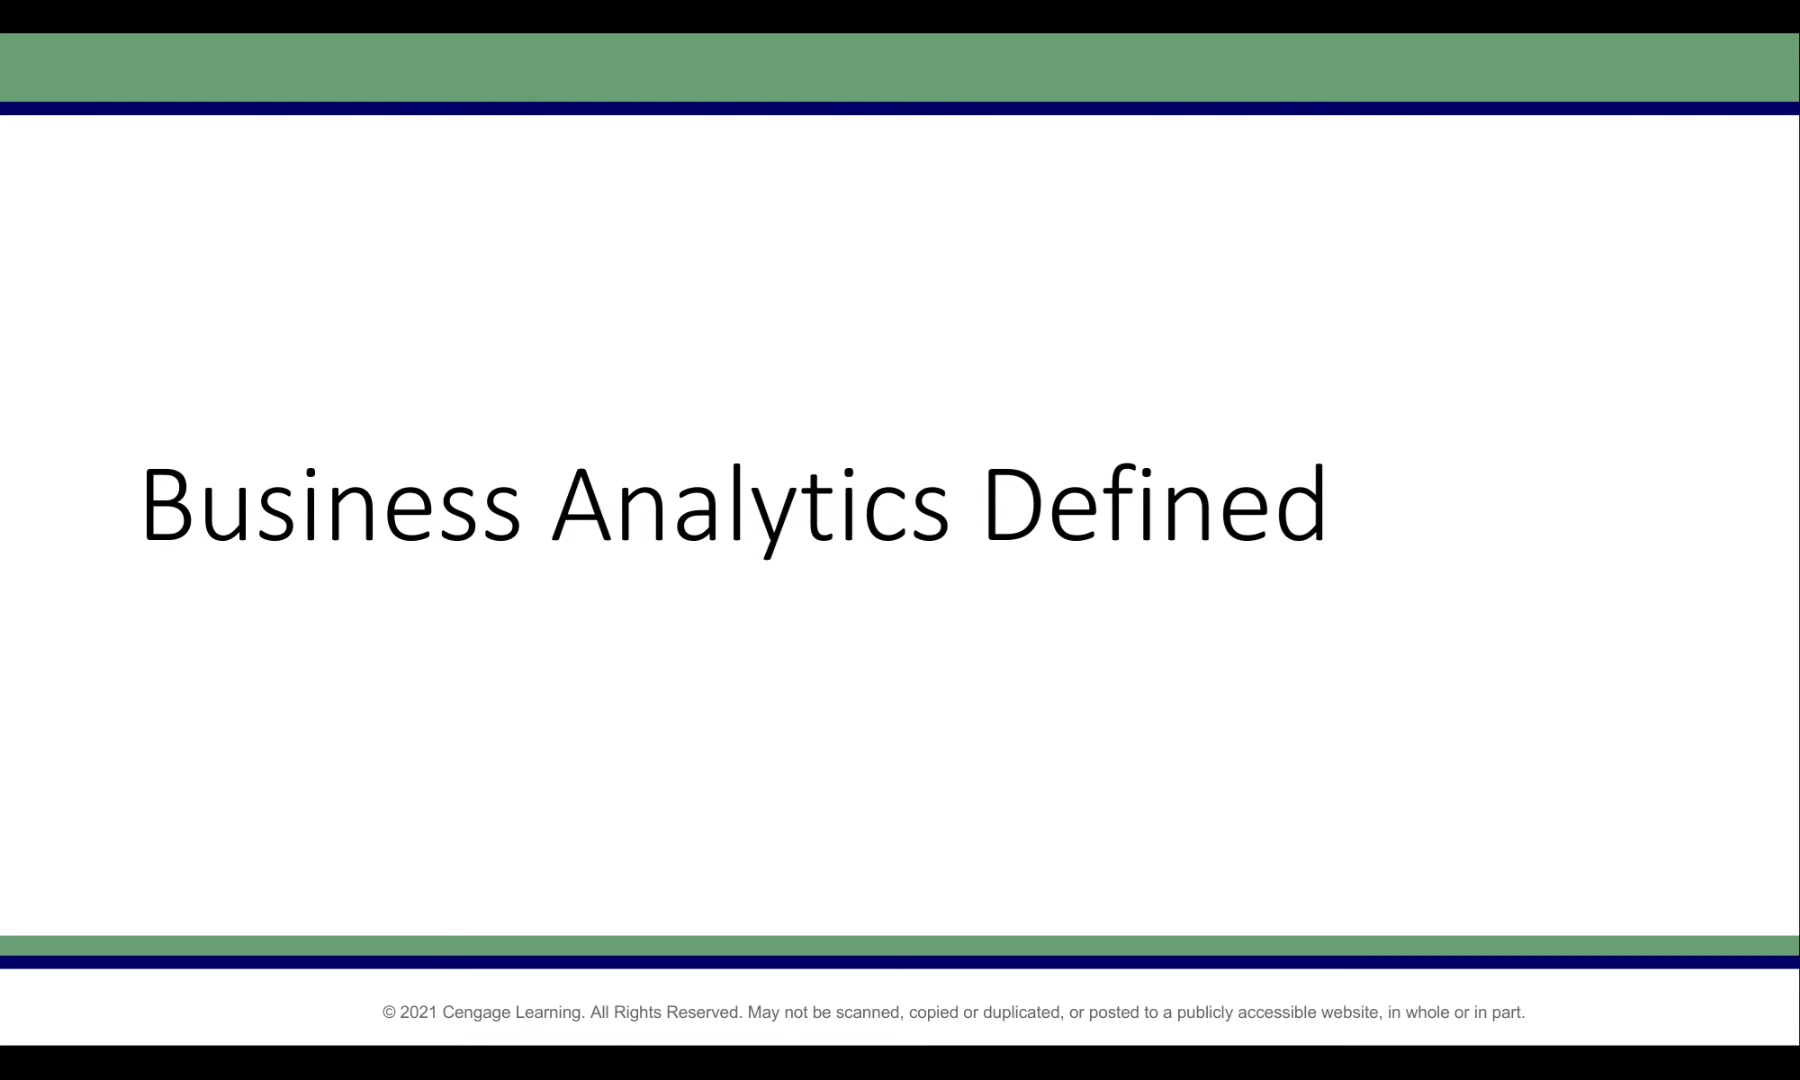 Business Analytics Defined
© 2021 Cengage Learning. All Rights Reserved. May not be scanned, copied or duplicated, or posted to a publicly accessible website, in whole or in part.